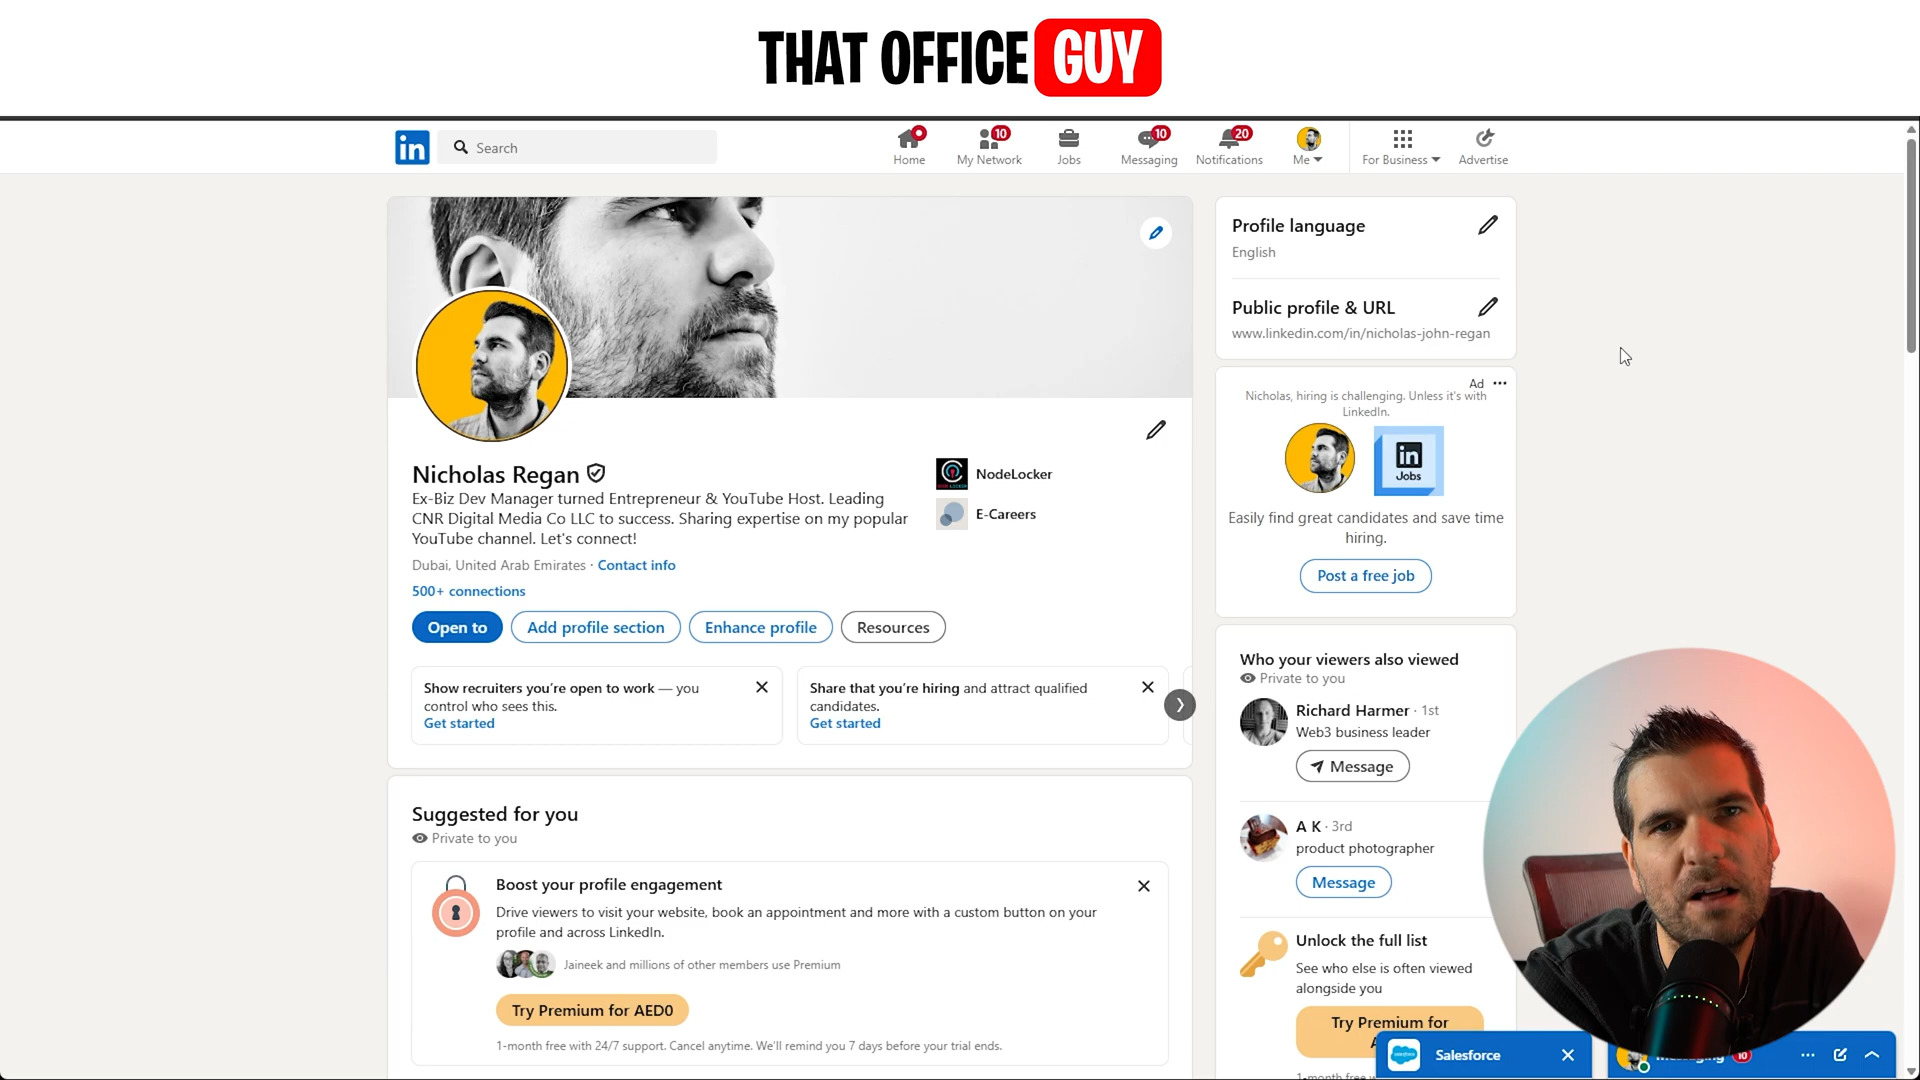 THAT OFFICE GUY
in
Search
Home
10
My Network
Jobs
10
Messaging
20
Notifications
Me
For Business
Advertise
Nicholas Regan
Ex-Biz Dev Manager turned Entrepreneur & YouTube Host. Leading
CNR Digital Media Co LLC to success. Sharing expertise on my popular
YouTube channel. Let's connect!
Dubai, United Arab Emirates · Contact info
500+ connections
NodeLocker
E-Careers
Open to
Add profile section
Enhance profile
Resources
Show recruiters you're open to work — you
control who sees this.
Get started
Share that you're hiring and attract qualified
candidates.
Get started
Suggested for you
Private to you
Boost your profile engagement
Drive viewers to visit your website, book an appointment and more with a custom button on your
profile and across LinkedIn.
Jaineek and millions of other members use Premium
Try Premium for AED0
1-month free with 24/7 support. Cancel anytime. We'll remind you 7 days before your trial ends.
Profile language
English
Public profile & URL
www.linkedin.com/in/nicholas-john-regan
Ad
Nicholas, hiring is challenging. Unless it's with
LinkedIn.
in
Jobs
Easily find great candidates and save time
hiring.
Post a free job
Who your viewers also viewed
Private to you
Richard Harmer · 1st
Web3 business leader
Message
A K · 3rd
product photographer
Message
Unlock the full list
See who else is often viewed
alongside you
Try Premium for
1-month free
Salesforce
Messaging
10